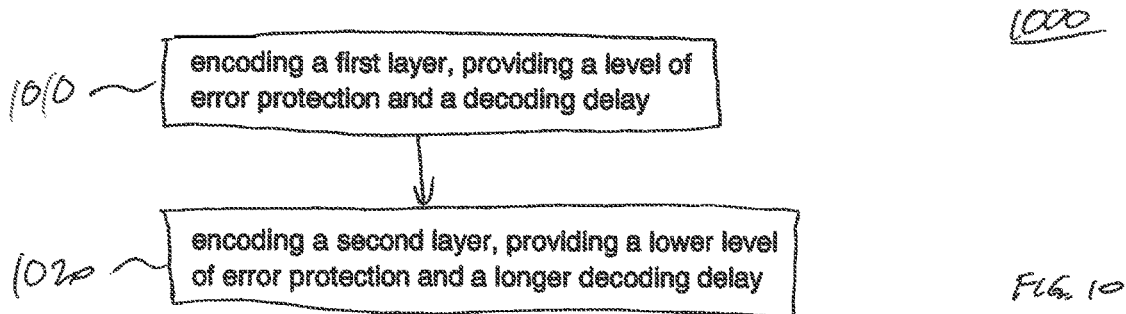 1000
1010
encoding a first layer, providing a level of
error protection and a decoding delay
1020
encoding a second layer, providing a lower level
of error protection and a longer decoding delay
FIG. 10